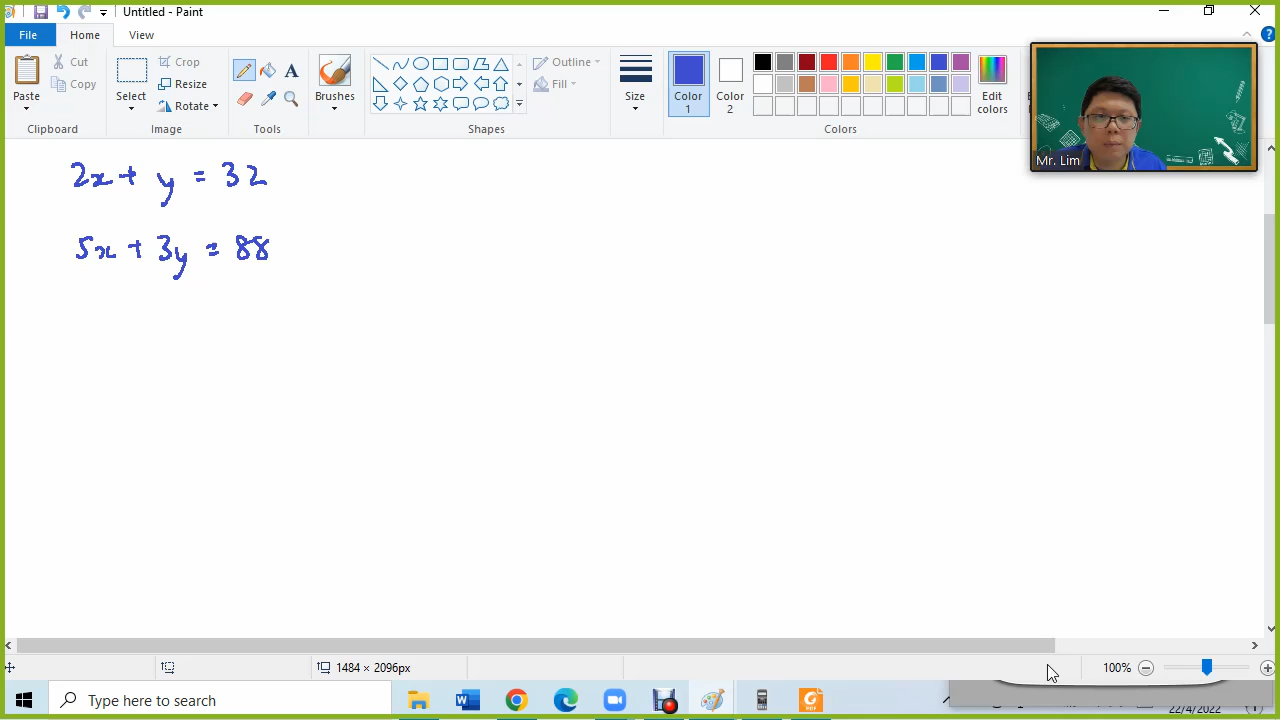 Untitled - Paint
File Home View
Paste Cut Copy
Clipboard
Select Crop Resize Rotate
Image
A
Tools
Brushes
Outline Fill
Shapes
Size
Color 1
Color 2
Edit colors
Colors
?
Mr. Lim
2x + y = 32
5x + 3y = 88
1484 × 2096px
100%
Type here to search
W
PDF
22/4/2022